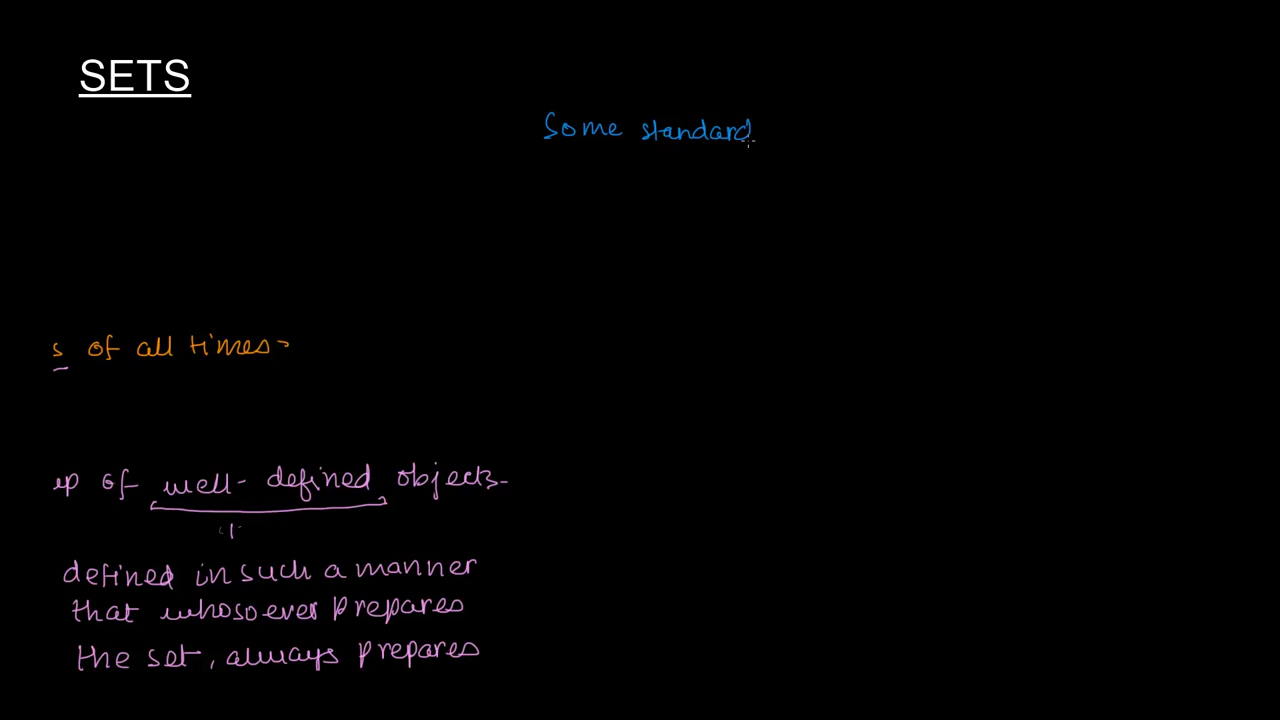 SETS
Some standard
s of all times-
up of well-defined objects-
defined in such a manner
that whosoever prepares
the set, always prepares